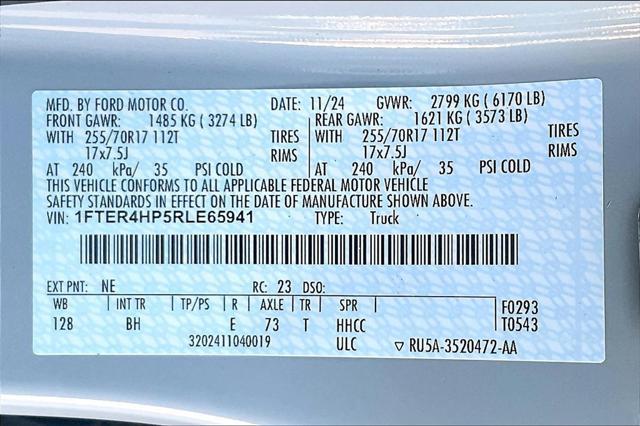 MFD. BY FORD MOTOR CO. DATE: 11/24 GVWR: 2799 KG ( 6170 LB)
FRONT GAWR: 1485 KG ( 3274 LB) REAR GAWR: 1621 KG ( 3573 LB)
WITH 255/70R17 112T TIRES WITH 255/70R17 112T TIRES
17x7.5J RIMS 17x7.5J RIMS
AT 240 kPa/ 35 PSI COLD AT 240 kPa/ 35 PSI COLD
THIS VEHICLE CONFORMS TO ALL APPLICABLE FEDERAL MOTOR VEHICLE
SAFETY STANDARDS IN EFFECT ON THE DATE OF MANUFACTURE SHOWN ABOVE.
VIN: 1FTER4HP5RLE65941 TYPE: Truck
EXT PNT: NE RC: 23 DSO:
WB INT TR TP/PS R AXLE TR SPR F0293
128 BH E 73 T HHCC T0543
3202411040019 ULC ▽ RU5A-3520472-AA